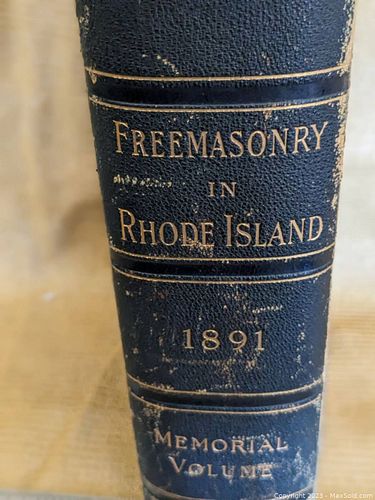 FREEMASONRY
IN
RHODE ISLAND
1891
MEMORIAL
VOLUME
Copyright 2023 - MaxSold.com